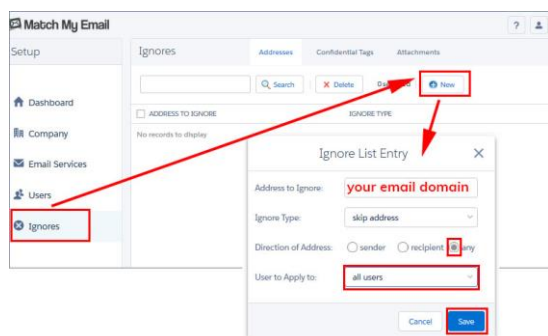 Match My Email
?
Setup
Ignores
Addresses
Confidential Tags
Attachments
Search
Delete
New
Dashboard
ADDRESS TO IGNORE
IGNORE TYPE
Company
No records to display
Email Services
Users
Ignores
Ignore List Entry
Address to Ignore:
your email domain
Ignore Type:
skip address
Direction of Address:
sender
recipient
any
User to Apply to:
all users
Cancel
Save